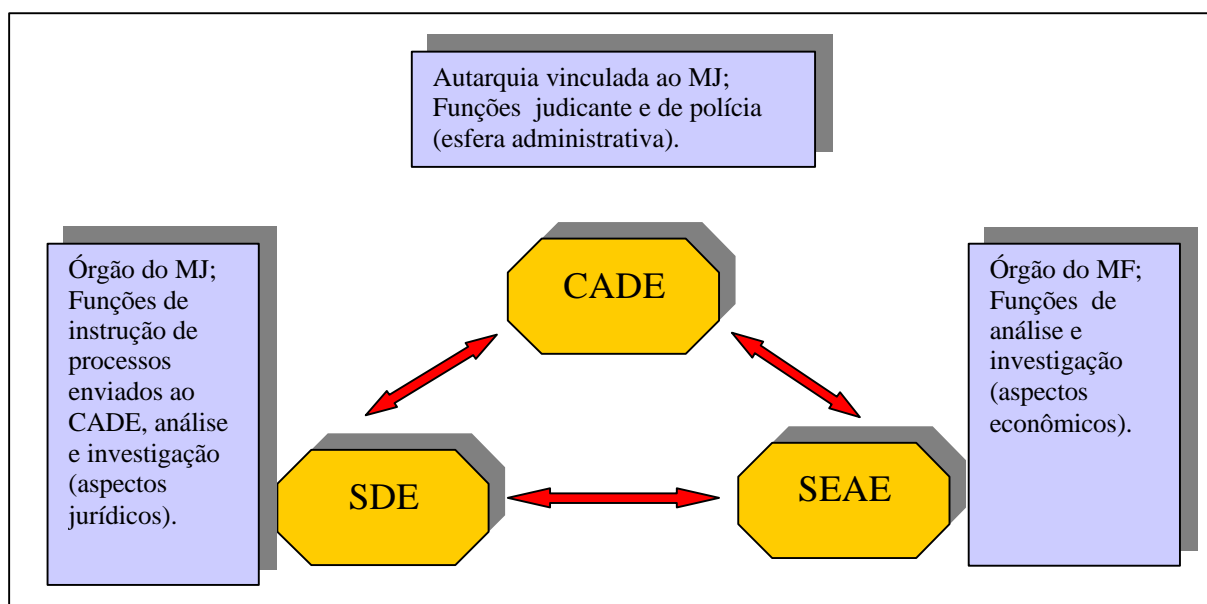 Autarquia vinculada ao MJ;
Funções judicante e de polícia
(esfera administrativa).
CADE
Órgão do MJ;
Funções de
instrução de
processos
enviados ao
CADE, análise
e investigação
(aspectos
jurídicos).
Órgão do MF;
Funções de
análise e
investigação
(aspectos
econômicos).
SDE
SEAE